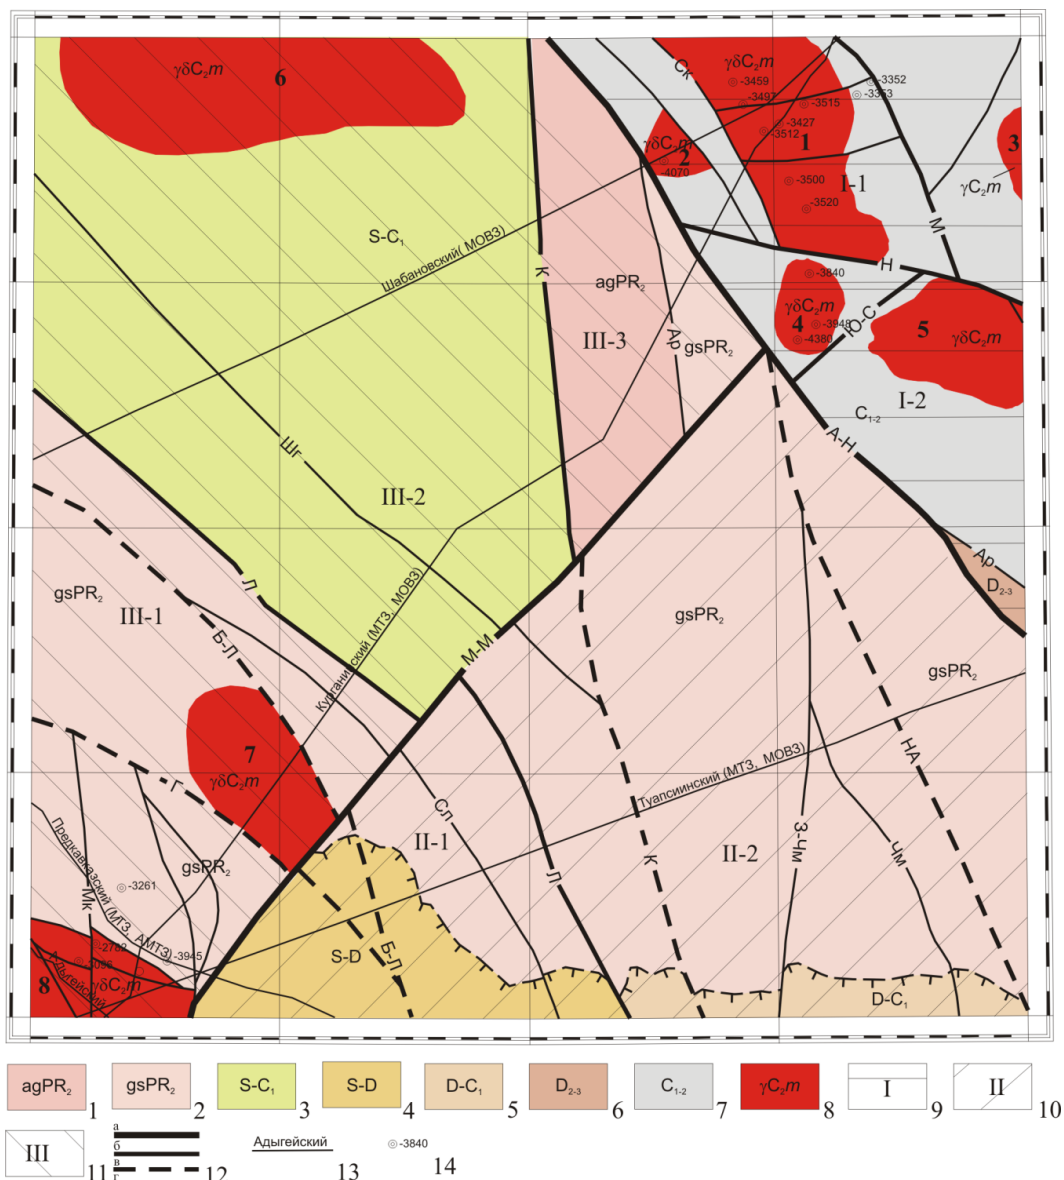 γδC₂m
6
Ск
γδC₂m
-3459
-3497
-3515
-3352
-3353
-3427
-3512
1
γδC₂m
2
-4070
3
γC₂m
-3500
I-1
-3520
М
S-C₁
Шабановский( МОВЗ)
К
Н
-3840
agPR₂
γδC₂m
4
-3948
-4380
Ю-С
5
γδC₂m
III-3
Ар
gsPR₂
I-2
C₁₋₂
А-Н
Шг
III-2
Ар
D₂₋₃
Л
gsPR₂
III-1
Б-Л
Курганинский (МТЗ, МОВЗ)
М-М
gsPR₂
gsPR₂
7
γδC₂m
Г
НА
Туапсиинский (МТЗ, МОВЗ)
Сл
II-1
Л
К
II-2
З-Чм
Чм
Предкавказский (МТЗ, АМТЗ)
gsPR₂
-3261
Мк
-3945
S-D
Б-Л
D-C₁
8
γδC₂m
Адыгейский
agPR₂ 1
gsPR₂ 2
S-C₁ 3
S-D 4
D-C₁ 5
D₂₋₃ 6
C₁₋₂ 7
γC₂m 8
I 9
II 10
III 11
а
б
в
г
12
Адыгейский 13
-3840 14